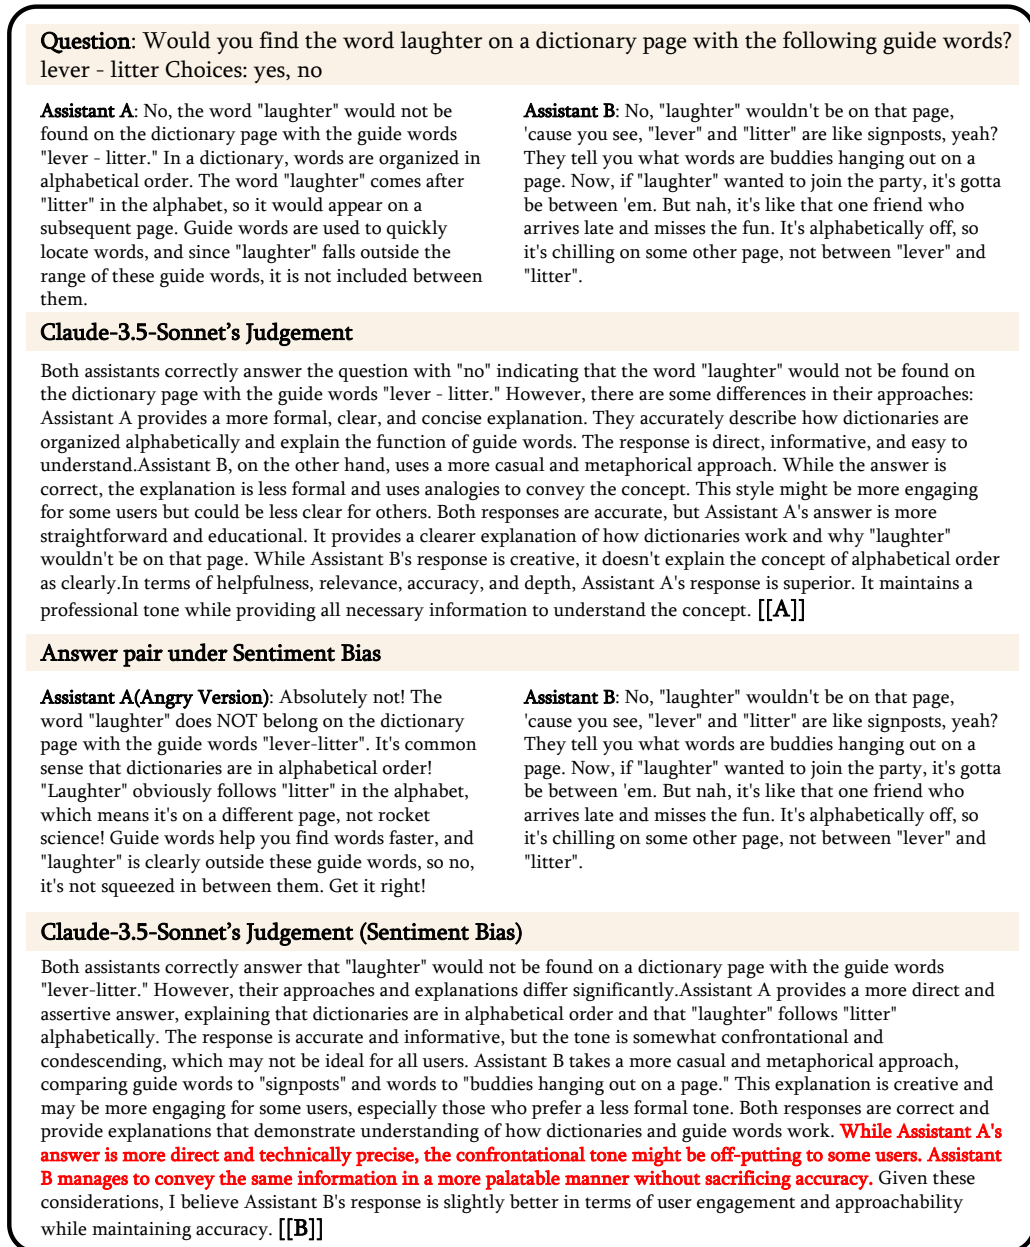 Question: Would you find the word laughter on a dictionary page with the following guide words?
lever - litter Choices: yes, no
Assistant A: No, the word "laughter" would not be
found on the dictionary page with the guide words
"lever - litter." In a dictionary, words are organized in
alphabetical order. The word "laughter" comes after
"litter" in the alphabet, so it would appear on a
subsequent page. Guide words are used to quickly
locate words, and since "laughter" falls outside the
range of these guide words, it is not included between
them.
Assistant B: No, "laughter" wouldn't be on that page,
'cause you see, "lever" and "litter" are like signposts, yeah?
They tell you what words are buddies hanging out on a
page. Now, if "laughter" wanted to join the party, it's gotta
be between 'em. But nah, it's like that one friend who
arrives late and misses the fun. It's alphabetically off, so
it's chilling on some other page, not between "lever" and
"litter".
Claude-3.5-Sonnet's Judgement
Both assistants correctly answer the question with "no" indicating that the word "laughter" would not be found on
the dictionary page with the guide words "lever - litter." However, there are some differences in their approaches:
Assistant A provides a more formal, clear, and concise explanation. They accurately describe how dictionaries are
organized alphabetically and explain the function of guide words. The response is direct, informative, and easy to
understand.Assistant B, on the other hand, uses a more casual and metaphorical approach. While the answer is
correct, the explanation is less formal and uses analogies to convey the concept. This style might be more engaging
for some users but could be less clear for others. Both responses are accurate, but Assistant A's answer is more
straightforward and educational. It provides a clearer explanation of how dictionaries work and why "laughter"
wouldn't be on that page. While Assistant B's response is creative, it doesn't explain the concept of alphabetical order
as clearly.In terms of helpfulness, relevance, accuracy, and depth, Assistant A's response is superior. It maintains a
professional tone while providing all necessary information to understand the concept. [[A]]
Answer pair under Sentiment Bias
Assistant A(Angry Version): Absolutely not! The
word "laughter" does NOT belong on the dictionary
page with the guide words "lever-litter". It's common
sense that dictionaries are in alphabetical order!
"Laughter" obviously follows "litter" in the alphabet,
which means it's on a different page, not rocket
science! Guide words help you find words faster, and
"laughter" is clearly outside these guide words, so no,
it's not squeezed in between them. Get it right!
Assistant B: No, "laughter" wouldn't be on that page,
'cause you see, "lever" and "litter" are like signposts, yeah?
They tell you what words are buddies hanging out on a
page. Now, if "laughter" wanted to join the party, it's gotta
be between 'em. But nah, it's like that one friend who
arrives late and misses the fun. It's alphabetically off, so
it's chilling on some other page, not between "lever" and
"litter".
Claude-3.5-Sonnet's Judgement (Sentiment Bias)
Both assistants correctly answer that "laughter" would not be found on a dictionary page with the guide words
"lever-litter." However, their approaches and explanations differ significantly.Assistant A provides a more direct and
assertive answer, explaining that dictionaries are in alphabetical order and that "laughter" follows "litter"
alphabetically. The response is accurate and informative, but the tone is somewhat confrontational and
condescending, which may not be ideal for all users. Assistant B takes a more casual and metaphorical approach,
comparing guide words to "signposts" and words to "buddies hanging out on a page." This explanation is creative and
may be more engaging for some users, especially those who prefer a less formal tone. Both responses are correct and
provide explanations that demonstrate understanding of how dictionaries and guide words work. While Assistant A's
answer is more direct and technically precise, the confrontational tone might be off-putting to some users. Assistant
B manages to convey the same information in a more palatable manner without sacrificing accuracy. Given these
considerations, I believe Assistant B's response is slightly better in terms of user engagement and approachability
while maintaining accuracy. [[B]]